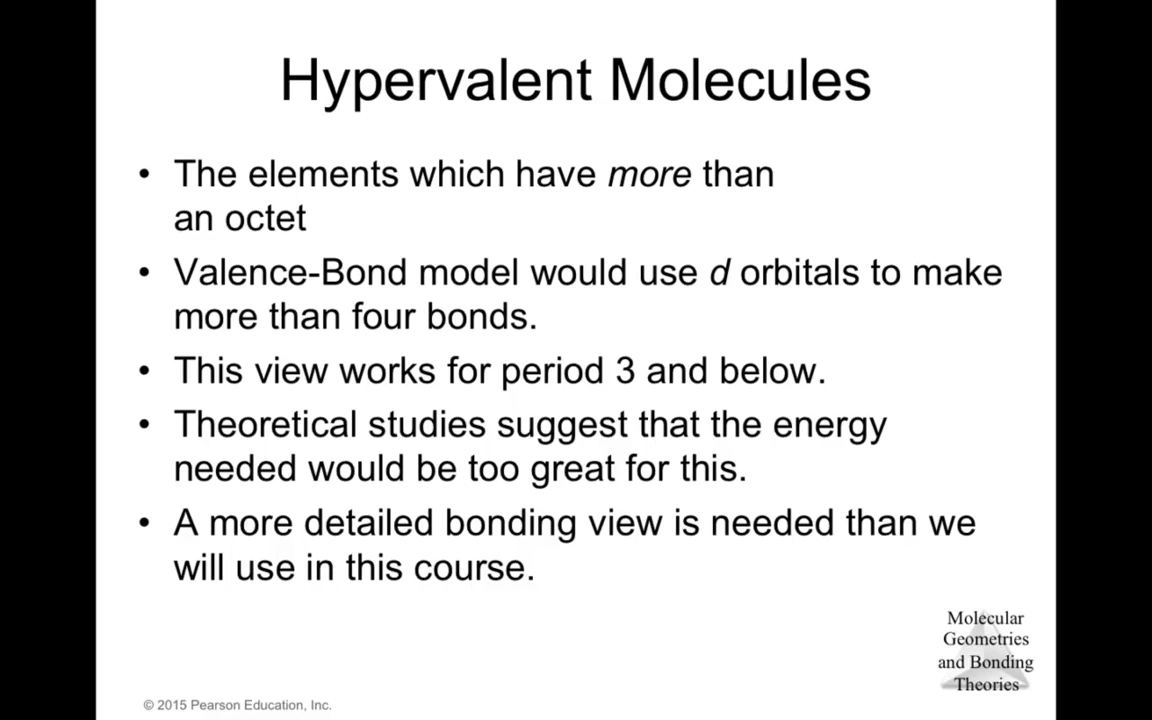 Hypervalent Molecules
• The elements which have more than
an octet
• Valence-Bond model would use d orbitals to make
more than four bonds.
• This view works for period 3 and below.
• Theoretical studies suggest that the energy
needed would be too great for this.
• A more detailed bonding view is needed than we
will use in this course.
Molecular
Geometries
and Bonding
Theories
© 2015 Pearson Education, Inc.